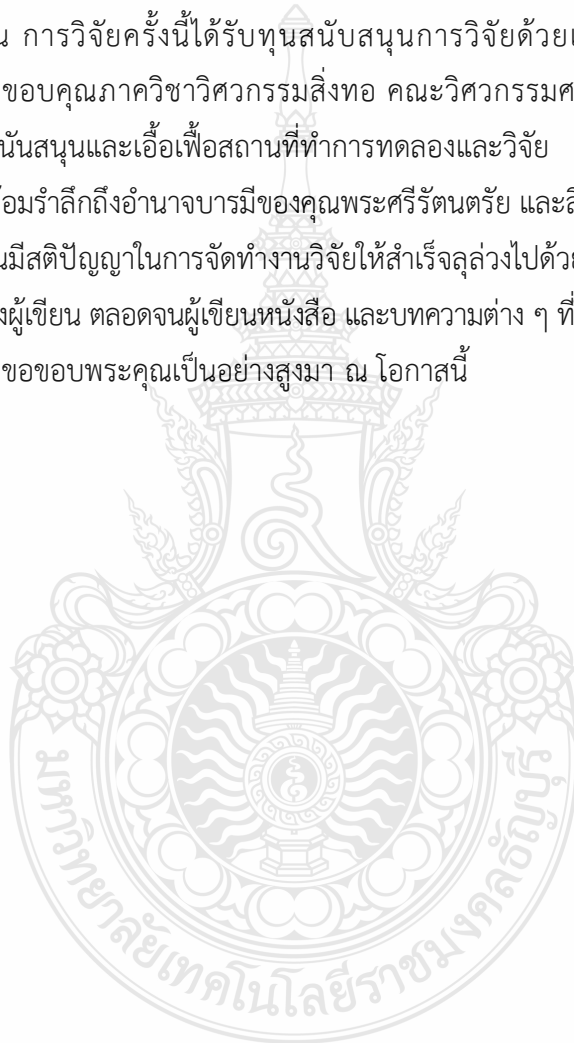 น การวิจัยครั้งนี้ได้รับทุนสนับสนุนการวิจัยด้วยเ
ขอบคุณภาควิชาวิศวกรรมสิ่งทอ คณะวิศวกรรมศ
นันสนุนและเอื้อเฟื้อสถานที่ทำการทดลองและวิจัย
้อมรำลึกถึงอำนาจบารมีของคุณพระศรีรัตนตรัย และสิ
นมีสติปัญญาในการจัดทำงานวิจัยให้สำเร็จลุล่วงไปด้วย
งผู้เขียน ตลอดจนผู้เขียนหนังสือ และบทความต่าง ๆ ที่
ขอขอบพระคุณเป็นอย่างสูงมา ณ โอกาสนี้
มหาวิทยาลัยเทคโนโลยีราชมงคลธัญบุรี